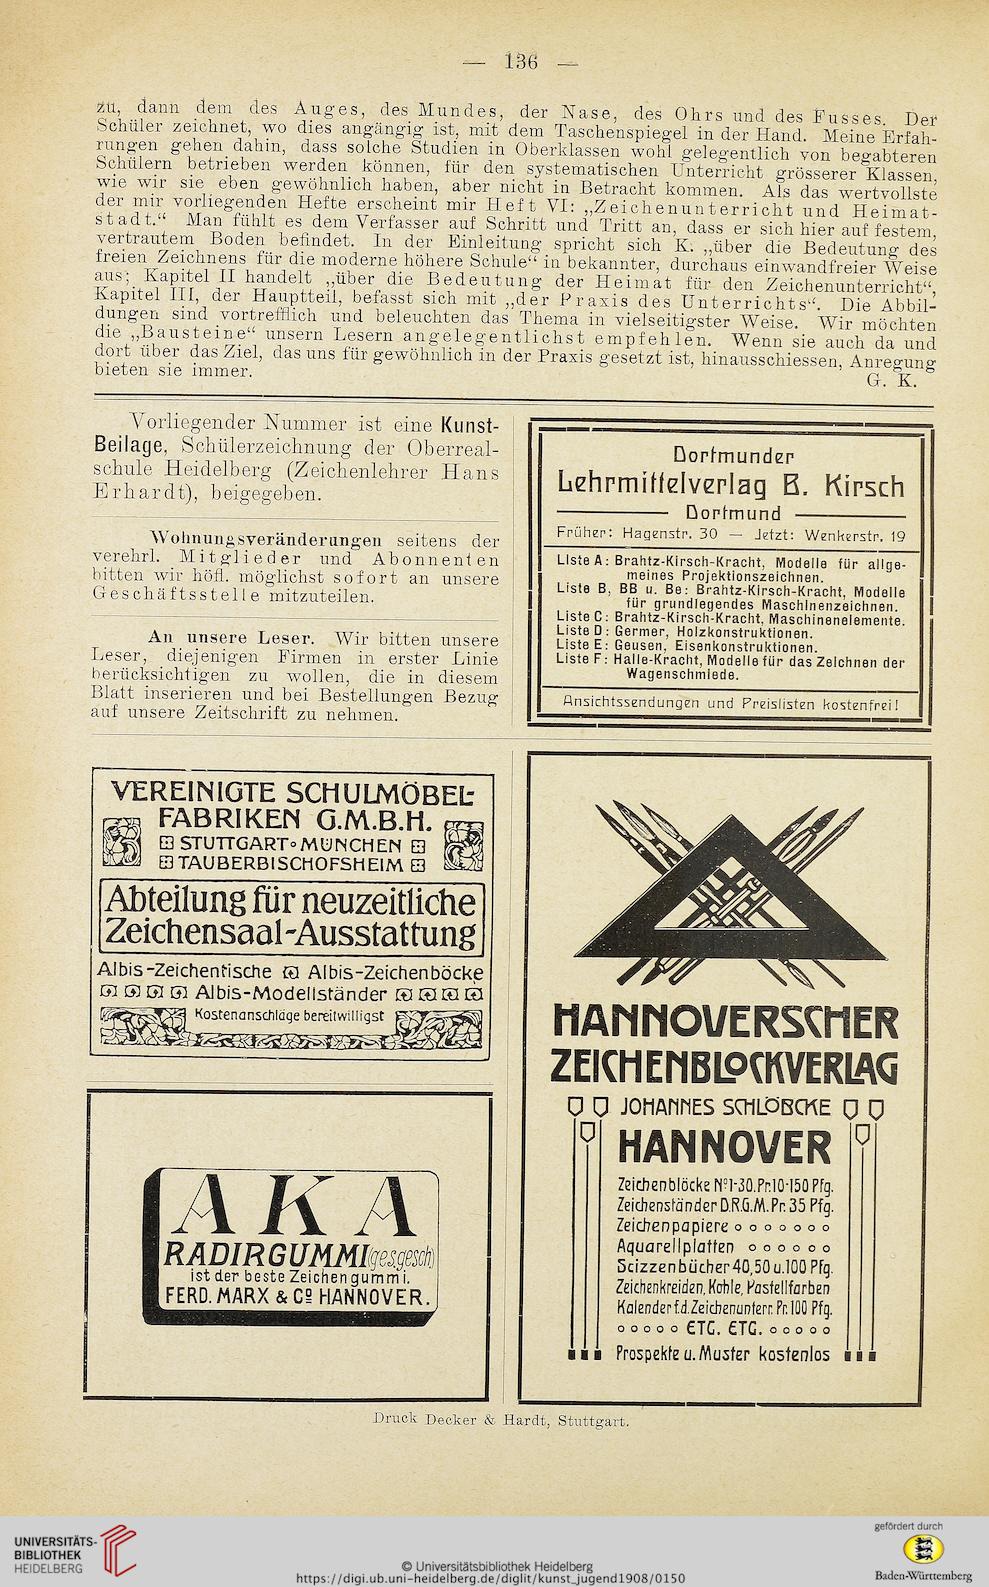 — 136 —
zu, dann dem des Auges, des Mundes, der Nase, des Ohrs und des Fusses. Der
Schüler zeichnet, wo dies angängig ist, mit dem Taschenspiegel in der Hand. Meine Erfah-
rungen gehen dahin, dass solche Studien in Oberklassen wohl gelegentlich von begabteren
Schülern betrieben werden können, für den systematischen Unterricht grösserer Klassen,
wie wir sie eben gewöhnlich haben, aber nicht in Betracht kommen. Als das wertvollste
der mir vorliegenden Hefte erscheint mir Heft VI: „Zeichenunterricht und Heimat-
stadt.“ Man fühlt es dem Verfasser auf Schritt und Tritt an, dass er sich hier auf festem,
vertrautem Boden befindet. In der Einleitung spricht sich K. „über die Bedeutung des
freien Zeichnens für die moderne höhere Schule“ in bekannter, durchaus einwandfreier Weise
aus; Kapitel II handelt „über die Bedeutung der Heimat für den Zeichenunterricht“,
Kapitel III, der Hauptteil, befasst sich mit „der Praxis des Unterrichts“. Die Abbil-
dungen sind vortrefflich und beleuchten das Thema in vielseitigster Weise. Wir möchten
die „Bausteine“ unsern Lesern angelegentlichst empfehlen. Wenn sie auch da und
dort über das Ziel, das uns für gewöhnlich in der Praxis gesetzt ist, hinausschiessen, Anregung
bieten sie immer.
G. K.
Vorliegender Nummer ist eine Kunst-
Beilage, Schülerzeichnung der Oberreal-
schule Heidelberg (Zeichenlehrer Hans
Erhardt), beigegeben.
Wohnungsveränderungen seitens der
verehrl. Mitglieder und Abonnenten
bitten wir höfl. möglichst sofort an unsere
Geschäftsstelle mitzuteilen.
An unsere Leser. Wir bitten unsere
Leser, diejenigen Firmen in erster Linie
berücksichtigen zu wollen, die in diesem
Blatt inserieren und bei Bestellungen Bezug
auf unsere Zeitschrift zu nehmen.
Dortmunder
Lehrmittelverlag B. Kirsch
Dortmund
Früher: Hagenstr. 30 — Jetzt: Wenkerstr. 19
Liste A: Brahtz-Kirsch-Kracht, Modelle für allge-
meines Projektionszeichnen.
Liste B, BB u. Be: Brahtz-Kirsch-Kracht, Modelle
für grundlegendes Maschinenzeichnen.
Liste C: Brahtz-Kirsch-Kracht, Maschinenelemente.
Liste D: Germer, Holzkonstruktionen.
Liste E: Geusen, Eisenkonstruktionen.
Liste F: Halle-Kracht, Modelle für das Zeichnen der
Wagenschmiede.
Ansichtssendungen und Preislisten kostenfrei!
VEREINIGTE SCHULMÖBEL-
FABRIKEN G.M.B.H.
STUTTGART • MÜNCHEN
TAUBERBISCHOFSHEIM
Abteilung für neuzeitliche
Zeichensaal-Ausstattung
Albis-Zeichentische Albis-Zeichenböcke
Albis-Modellständer
Kostenanschläge bereitwilligst
AKA
RADIRGUMMI (ges.gesch)
ist der beste Zeichengummi.
FERD. MARX & Co HANNOVER.
HANNOVERSCHER
ZEICHENBLOCKVERLAG
JOHANNES SCHLÖBCKE
HANNOVER
Zeichenblöcke No 1-30. Pr. 10-150 Pfg.
Zeichenständer D.R.G.M. Pr. 35 Pfg.
Zeichenpapiere o o o o o o o
Aquarellplatten o o o o o o
Scizzenbücher 40, 50 u. 100 Pfg.
Zeichenkreiden, Kohle, Pastellfarben
Kalender f.d. Zeichenunterr. Pr. 100 Pfg.
o o o o o ETC. ETC. o o o o o
Prospekte u. Muster kostenlos
Druck Decker & Hardt, Stuttgart.
UNIVERSITÄTS-
BIBLIOTHEK
HEIDELBERG
© Universitätsbibliothek Heidelberg
https://digi.ub.uni-heidelberg.de/diglit/kunst_jugend1908/0150
gefördert durch
Baden-Württemberg